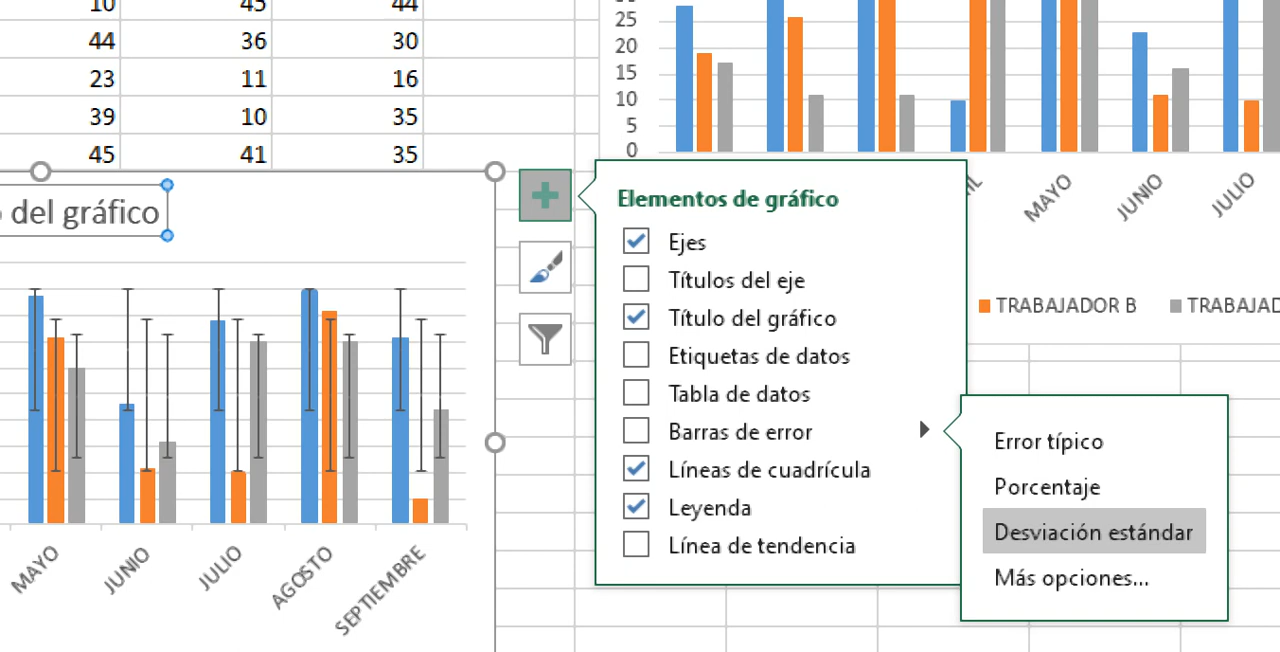 10 45 44
44 36 30
23 11 16
39 10 35
45 41 35
del gráfico
MAYO
JUNIO
JULIO
AGOSTO
SEPTIEMBRE
25
20
15
10
5
0
MAYO
JUNIO
JULIO
TRABAJADOR B
TRABAJAD
Elementos de gráfico
Ejes
Títulos del eje
Título del gráfico
Etiquetas de datos
Tabla de datos
Barras de error
Líneas de cuadrícula
Leyenda
Línea de tendencia
Error típico
Porcentaje
Desviación estándar
Más opciones...